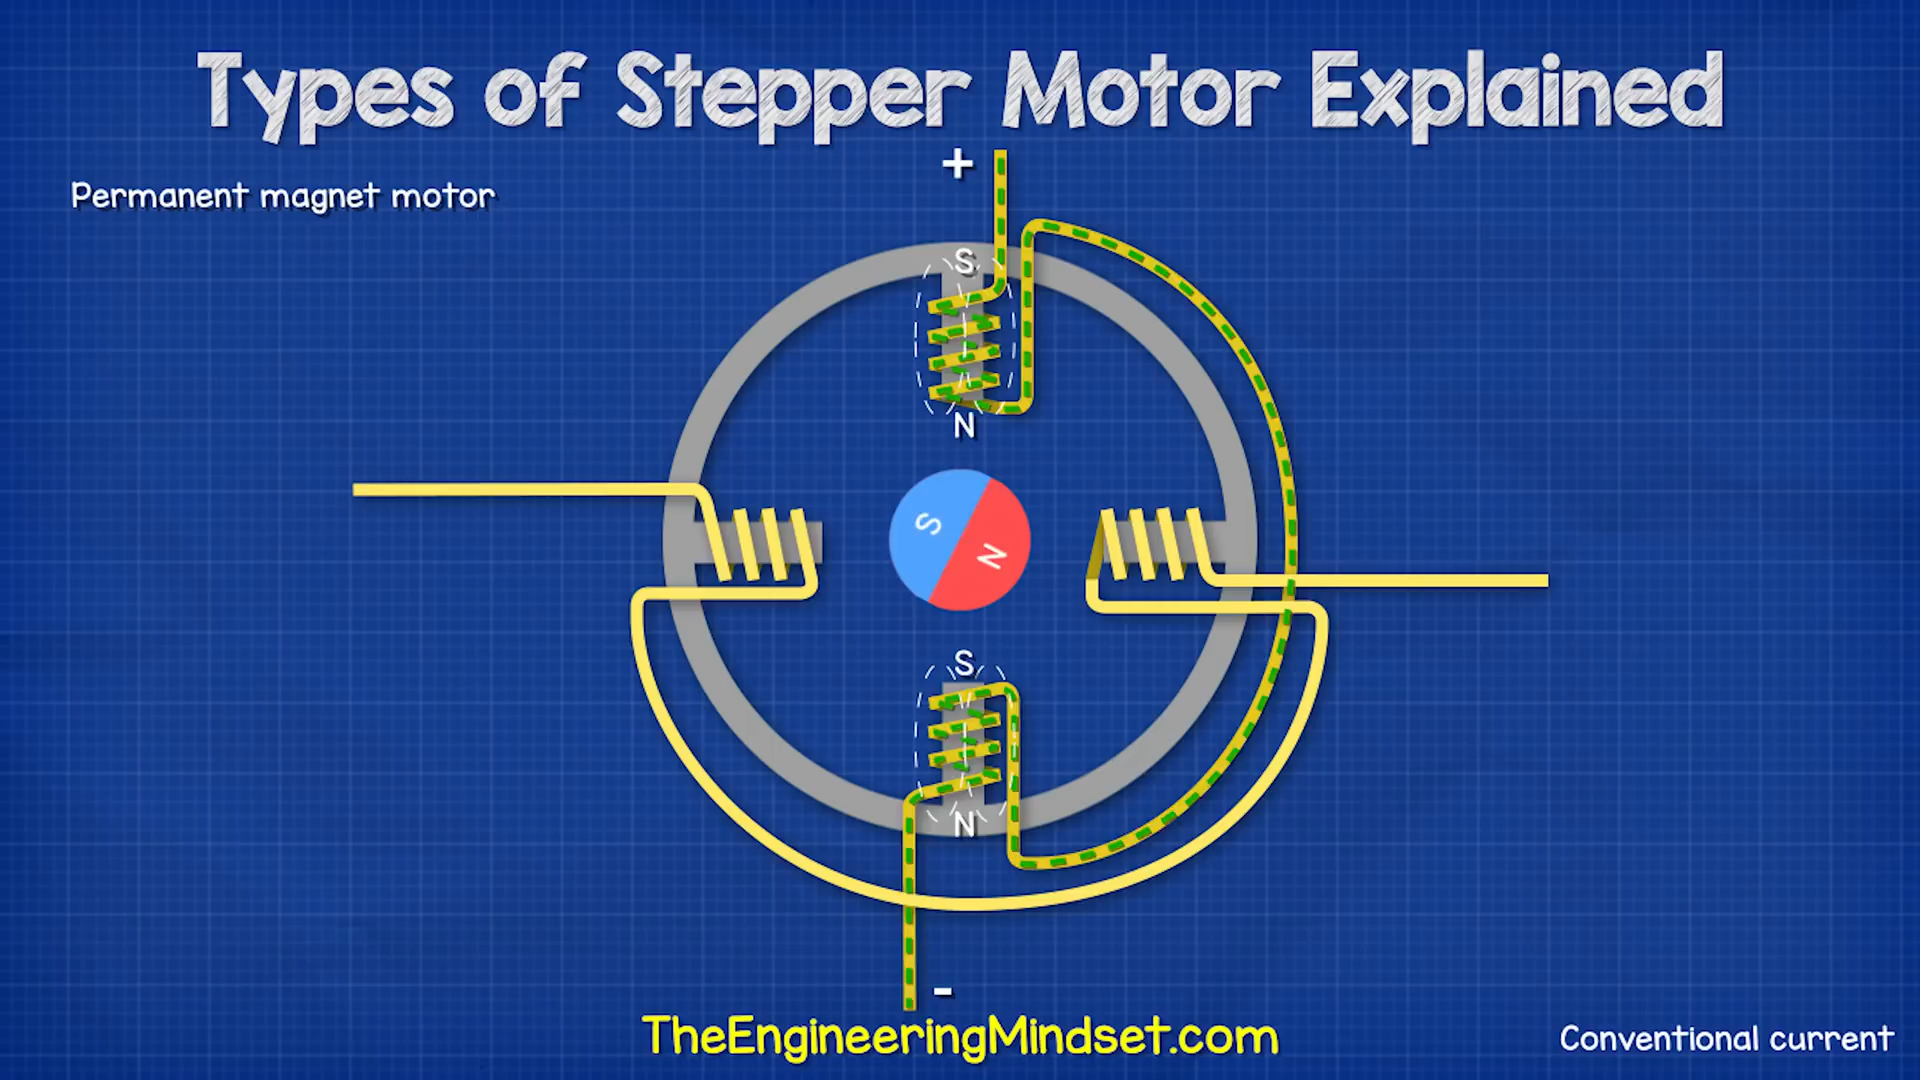 Types of Stepper Motor Explained
+
Permanent magnet motor
S
N
S
N
S
N
-
TheEngineeringMindset.com
Conventional current